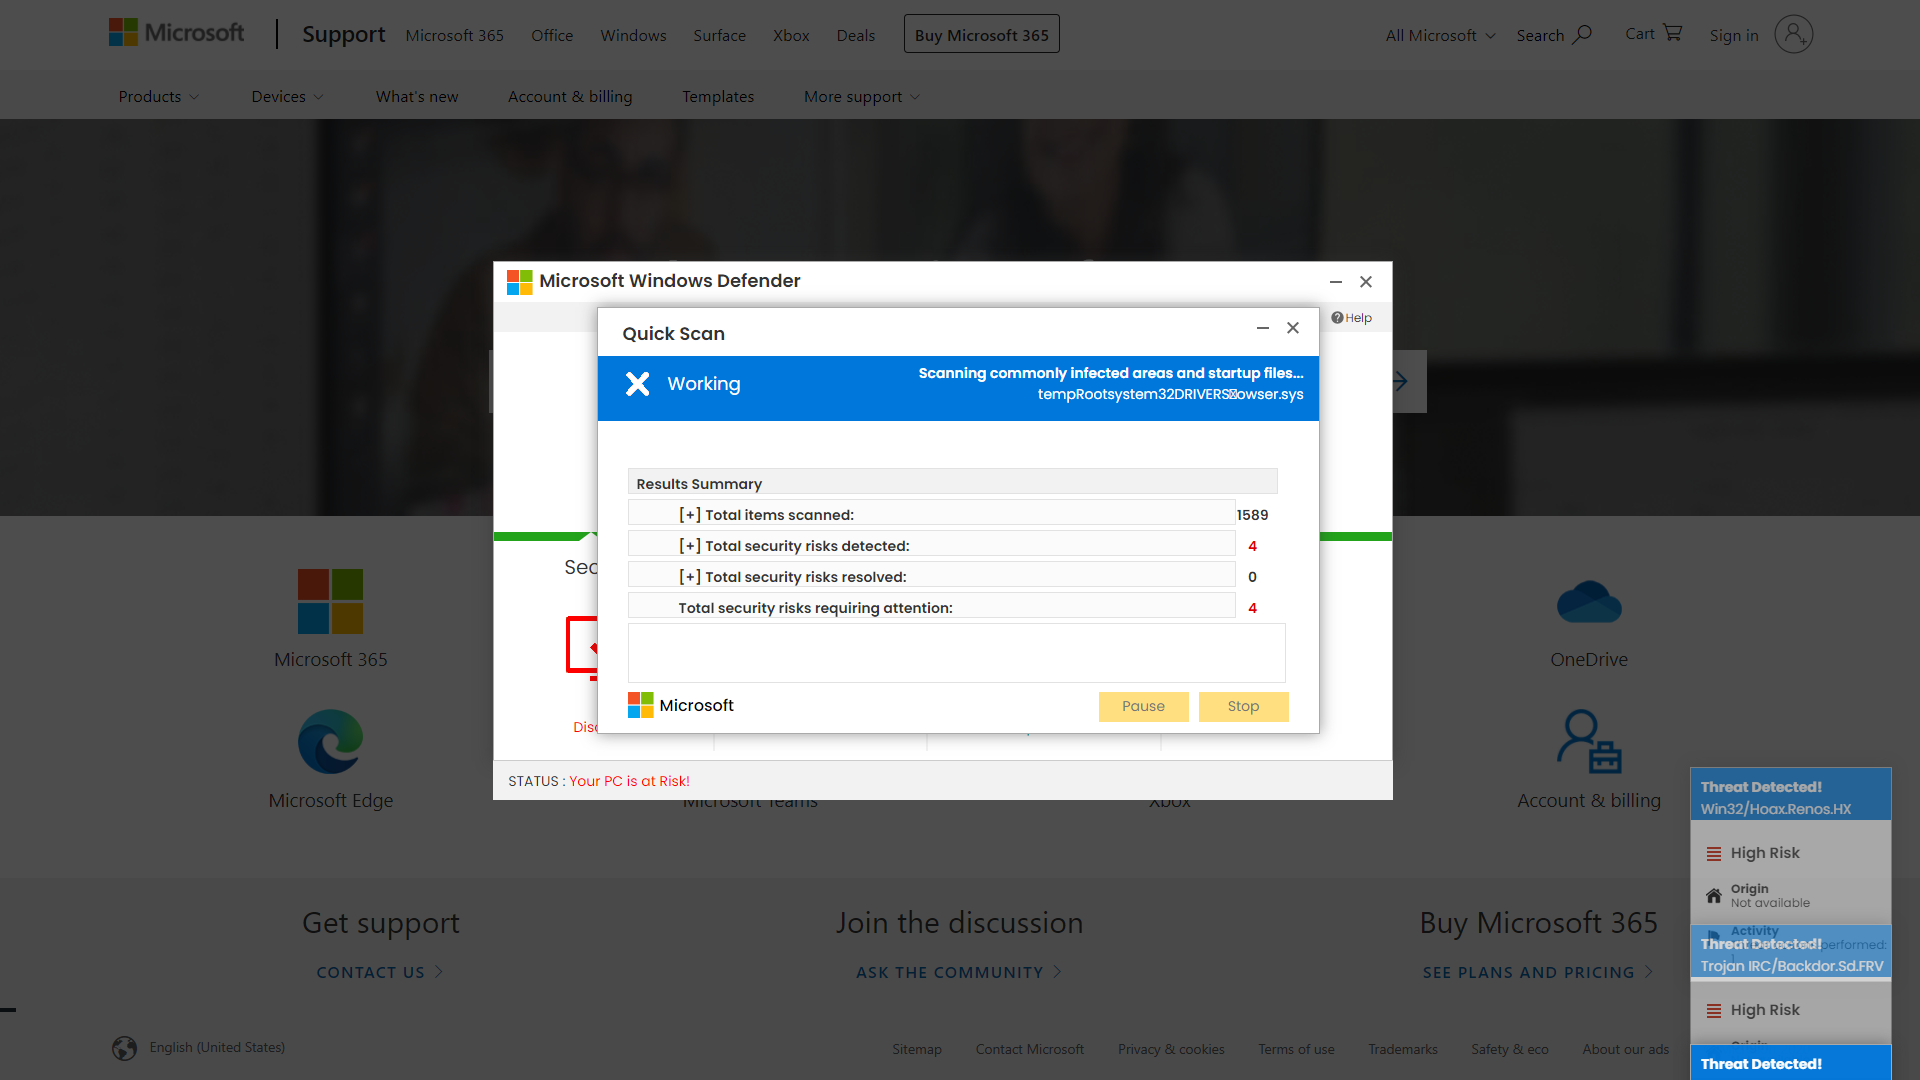 Microsoft
Support
Microsoft 365
Office
Windows
Surface
Xbox
Deals
Buy Microsoft 365
All Microsoft
Search
Cart
Sign in
Products
Devices
What's new
Account & billing
Templates
More support
Microsoft Windows Defender
Help
Quick Scan
Working
Scanning commonly infected areas and startup files...
Results Summary
[+] Total items scanned:
1589
[+] Total security risks detected:
4
[+] Total security risks resolved:
0
Total security risks requiring attention:
4
Microsoft
Pause
Stop
STATUS : Your PC is at Risk!
Microsoft 365
OneDrive
Microsoft Edge
Microsoft Teams
Xbox
Account & billing
Threat Detected!
Win32/Hoax.Renos.HX
High Risk
Origin
Not available
Activity
performed:
Threat Detected!
Trojan IRC/Backdor.Sd.FRV
High Risk
Origin
Threat Detected!
Get support
CONTACT US
Join the discussion
ASK THE COMMUNITY
Buy Microsoft 365
SEE PLANS AND PRICING
English (United States)
Sitemap
Contact Microsoft
Privacy & cookies
Terms of use
Trademarks
Safety & eco
About our ads